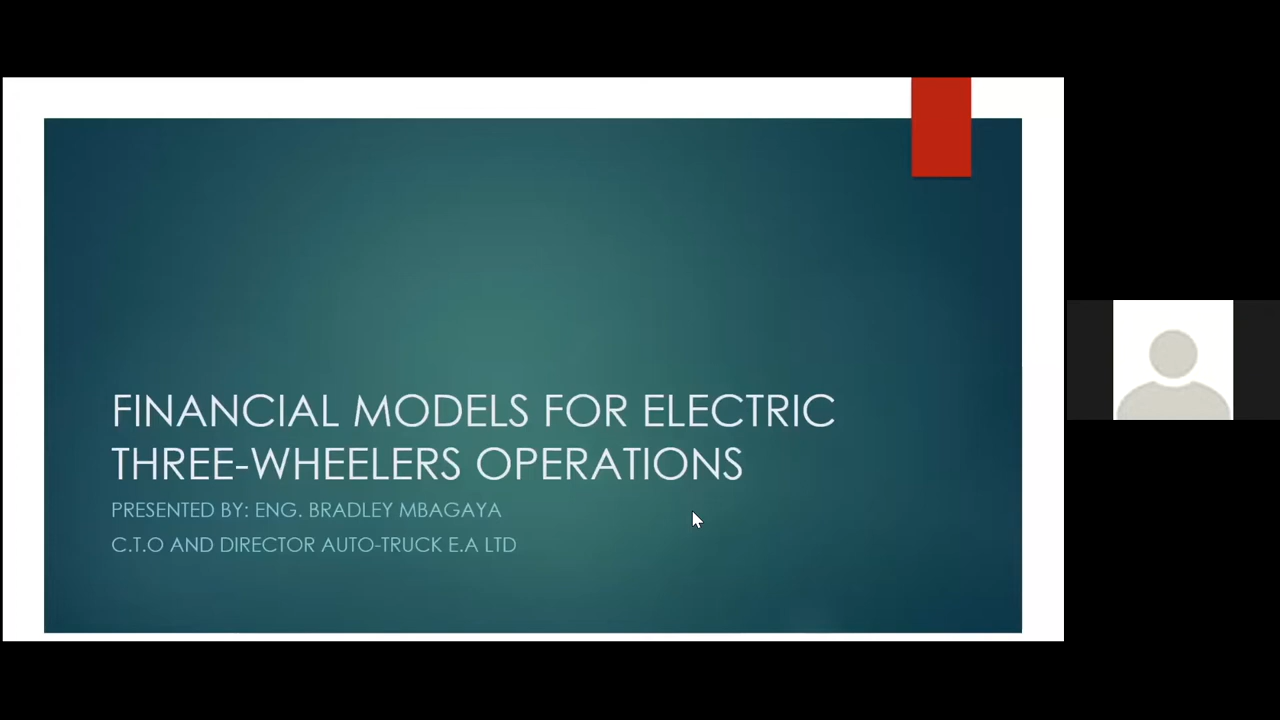 FINANCIAL MODELS FOR ELECTRIC
THREE-WHEELERS OPERATIONS
PRESENTED BY: ENG. BRADLEY MBAGAYA
C.T.O AND DIRECTOR AUTO-TRUCK E.A LTD